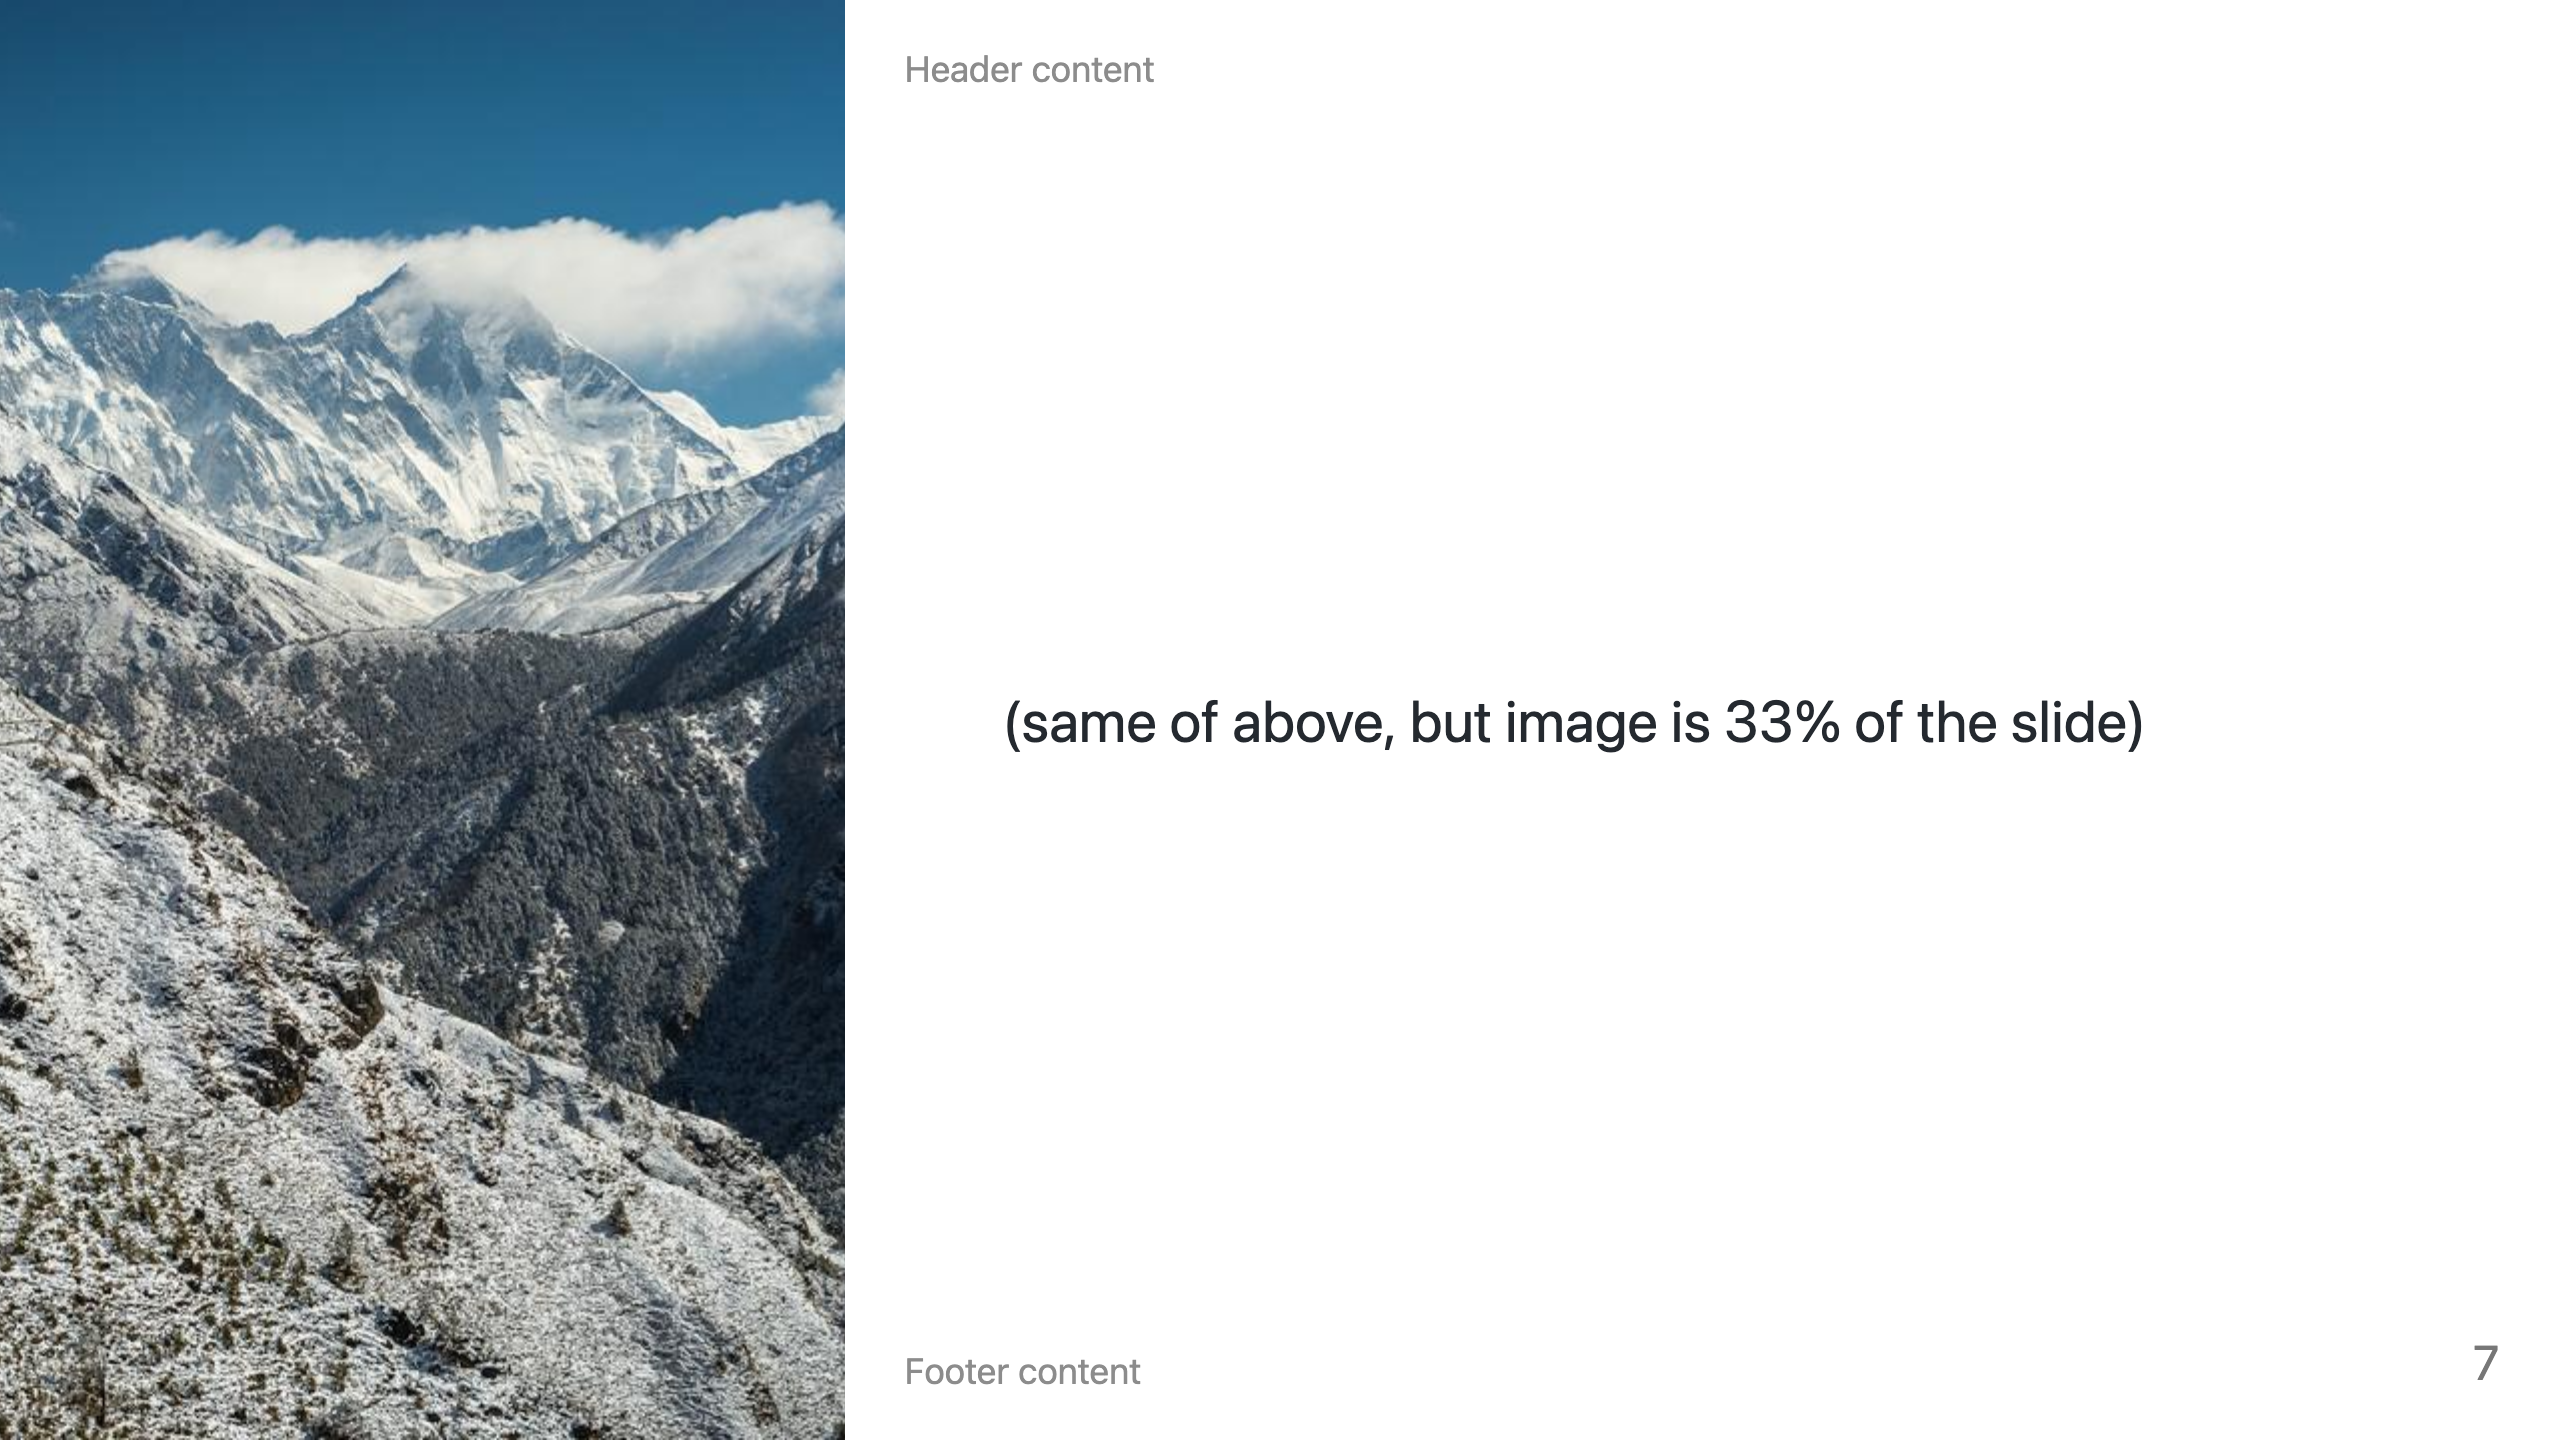 Header content
(same of above, but image is 33% of the slide)
Footer content
7